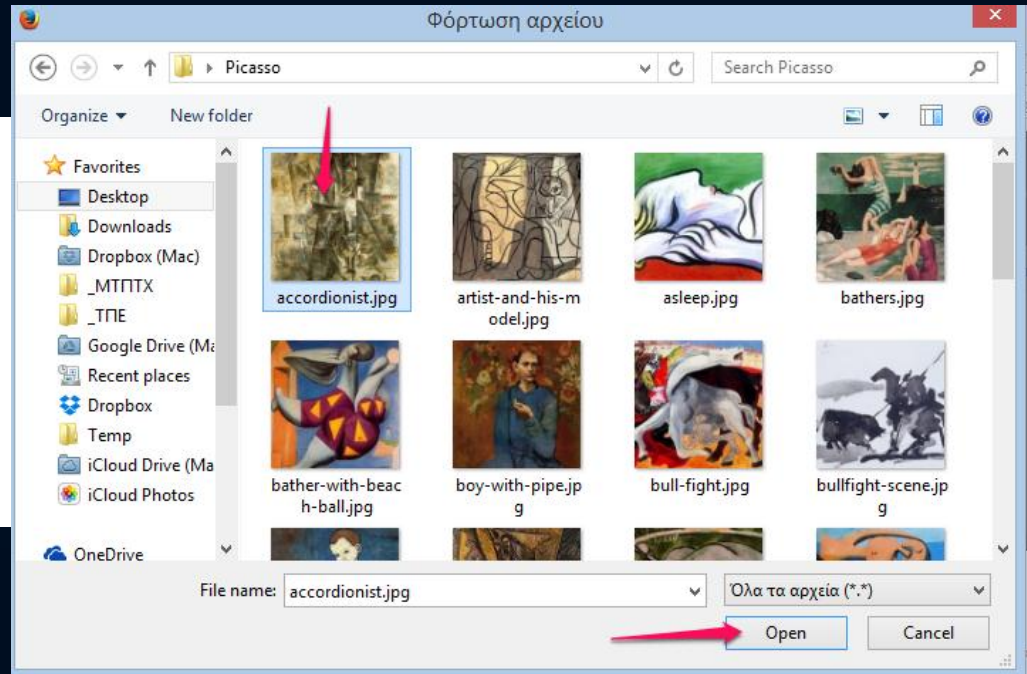 Φόρτωση αρχείου
Picasso
Search Picasso
Organize
New folder
Favorites
Desktop
Downloads
Dropbox (Mac)
_ΜΤΠΤΧ
_ΤΠΕ
Google Drive (Ma
Recent places
Dropbox
Temp
iCloud Drive (Ma
iCloud Photos
OneDrive
accordionist.jpg
artist-and-his-m
odel.jpg
asleep.jpg
bathers.jpg
bather-with-beac
h-ball.jpg
boy-with-pipe.jp
g
bull-fight.jpg
bullfight-scene.jp
g
File name:
accordionist.jpg
Όλα τα αρχεία (*.*)
Open
Cancel